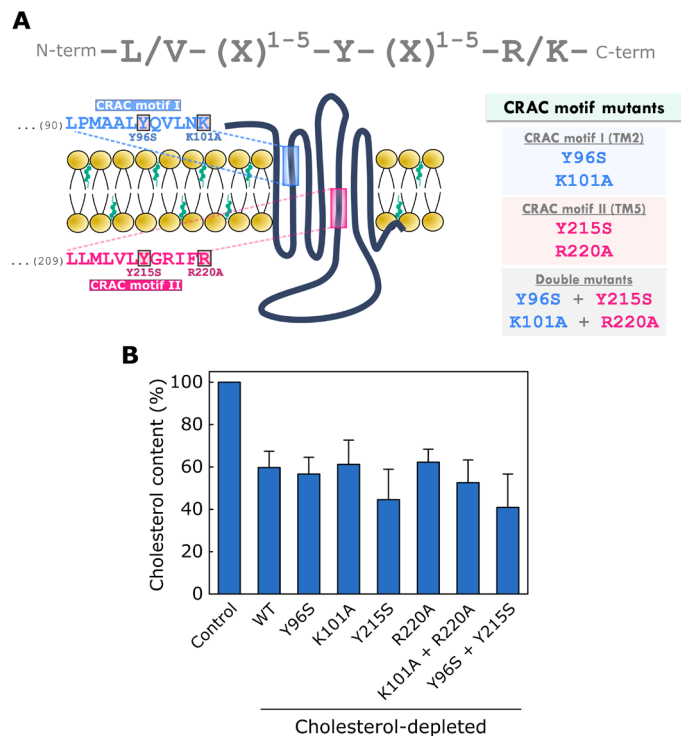 A
N-term –L/V–(X)1-5–Y–(X)1-5–R/K– C-term
CRAC motif I
...(90)LPMAALYQVLNK
Y96S K101A
...(209)LLMLVLYGRIFR
Y215S R220A
CRAC motif II
CRAC motif mutants
CRAC motif I (TM2)
Y96S
K101A
CRAC motif II (TM5)
Y215S
R220A
Double mutants
Y96S + Y215S
K101A + R220A
B
Cholesterol content (%)
100
80
60
40
20
0
Control
WT
Y96S
K101A
Y215S
R220A
K101A + R220A
Y96S + Y215S
Cholesterol-depleted